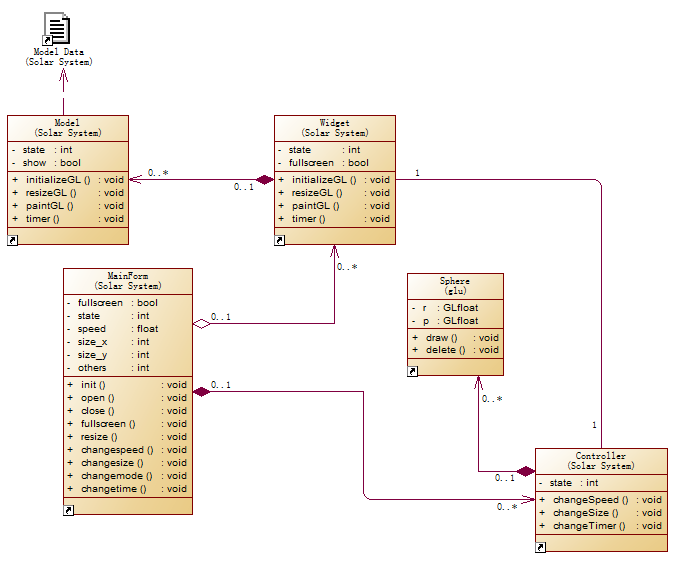 Model Data
(Solar System)
Model
(Solar System)
- state : int
- show : bool
+ initializeGL () : void
+ resizeGL () : void
+ paintGL () : void
+ timer () : void
0..*
0..1
Widget
(Solar System)
- state : int
- fullscreen : bool
+ initializeGL () : void
+ resizeGL () : void
+ paintGL () : void
+ timer () : void
1
0..*
MainForm
(Solar System)
- fullscreen : bool
- state : int
- speed : float
- size_x : int
- size_y : int
- others : int
+ init () : void
+ open () : void
+ close () : void
+ fullscreen () : void
+ resize () : void
+ changespeed () : void
+ changesize () : void
+ changemode () : void
+ changetime () : void
0..1
0..1
Sphere
(glu)
- r : GLfloat
- p : GLfloat
+ draw () : void
+ delete () : void
0..*
1
0..1
0..*
Controller
(Solar System)
- state : int
+ changeSpeed () : void
+ changeSize () : void
+ changeTimer () : void